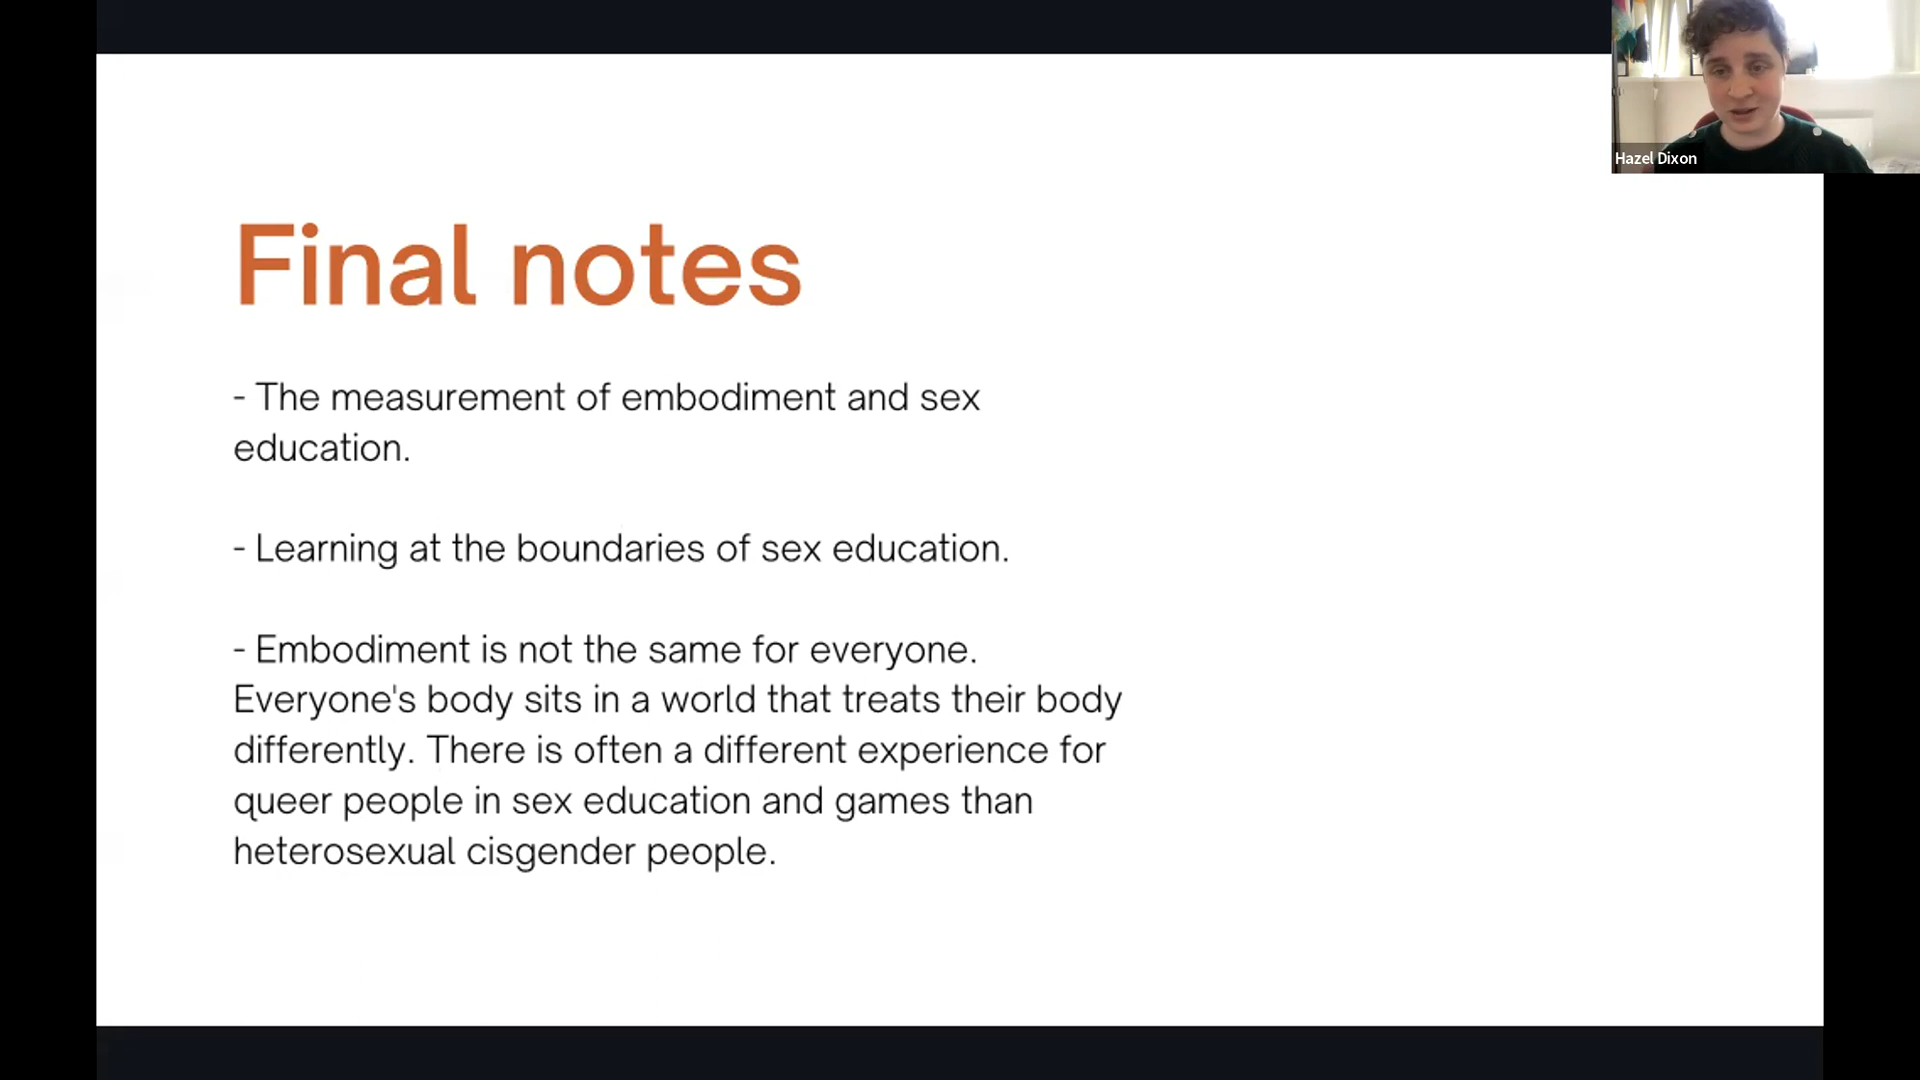 Hazel Dixon
Final notes
- The measurement of embodiment and sex
education.
- Learning at the boundaries of sex education.
- Embodiment is not the same for everyone.
Everyone's body sits in a world that treats their body
differently. There is often a different experience for
queer people in sex education and games than
heterosexual cisgender people.